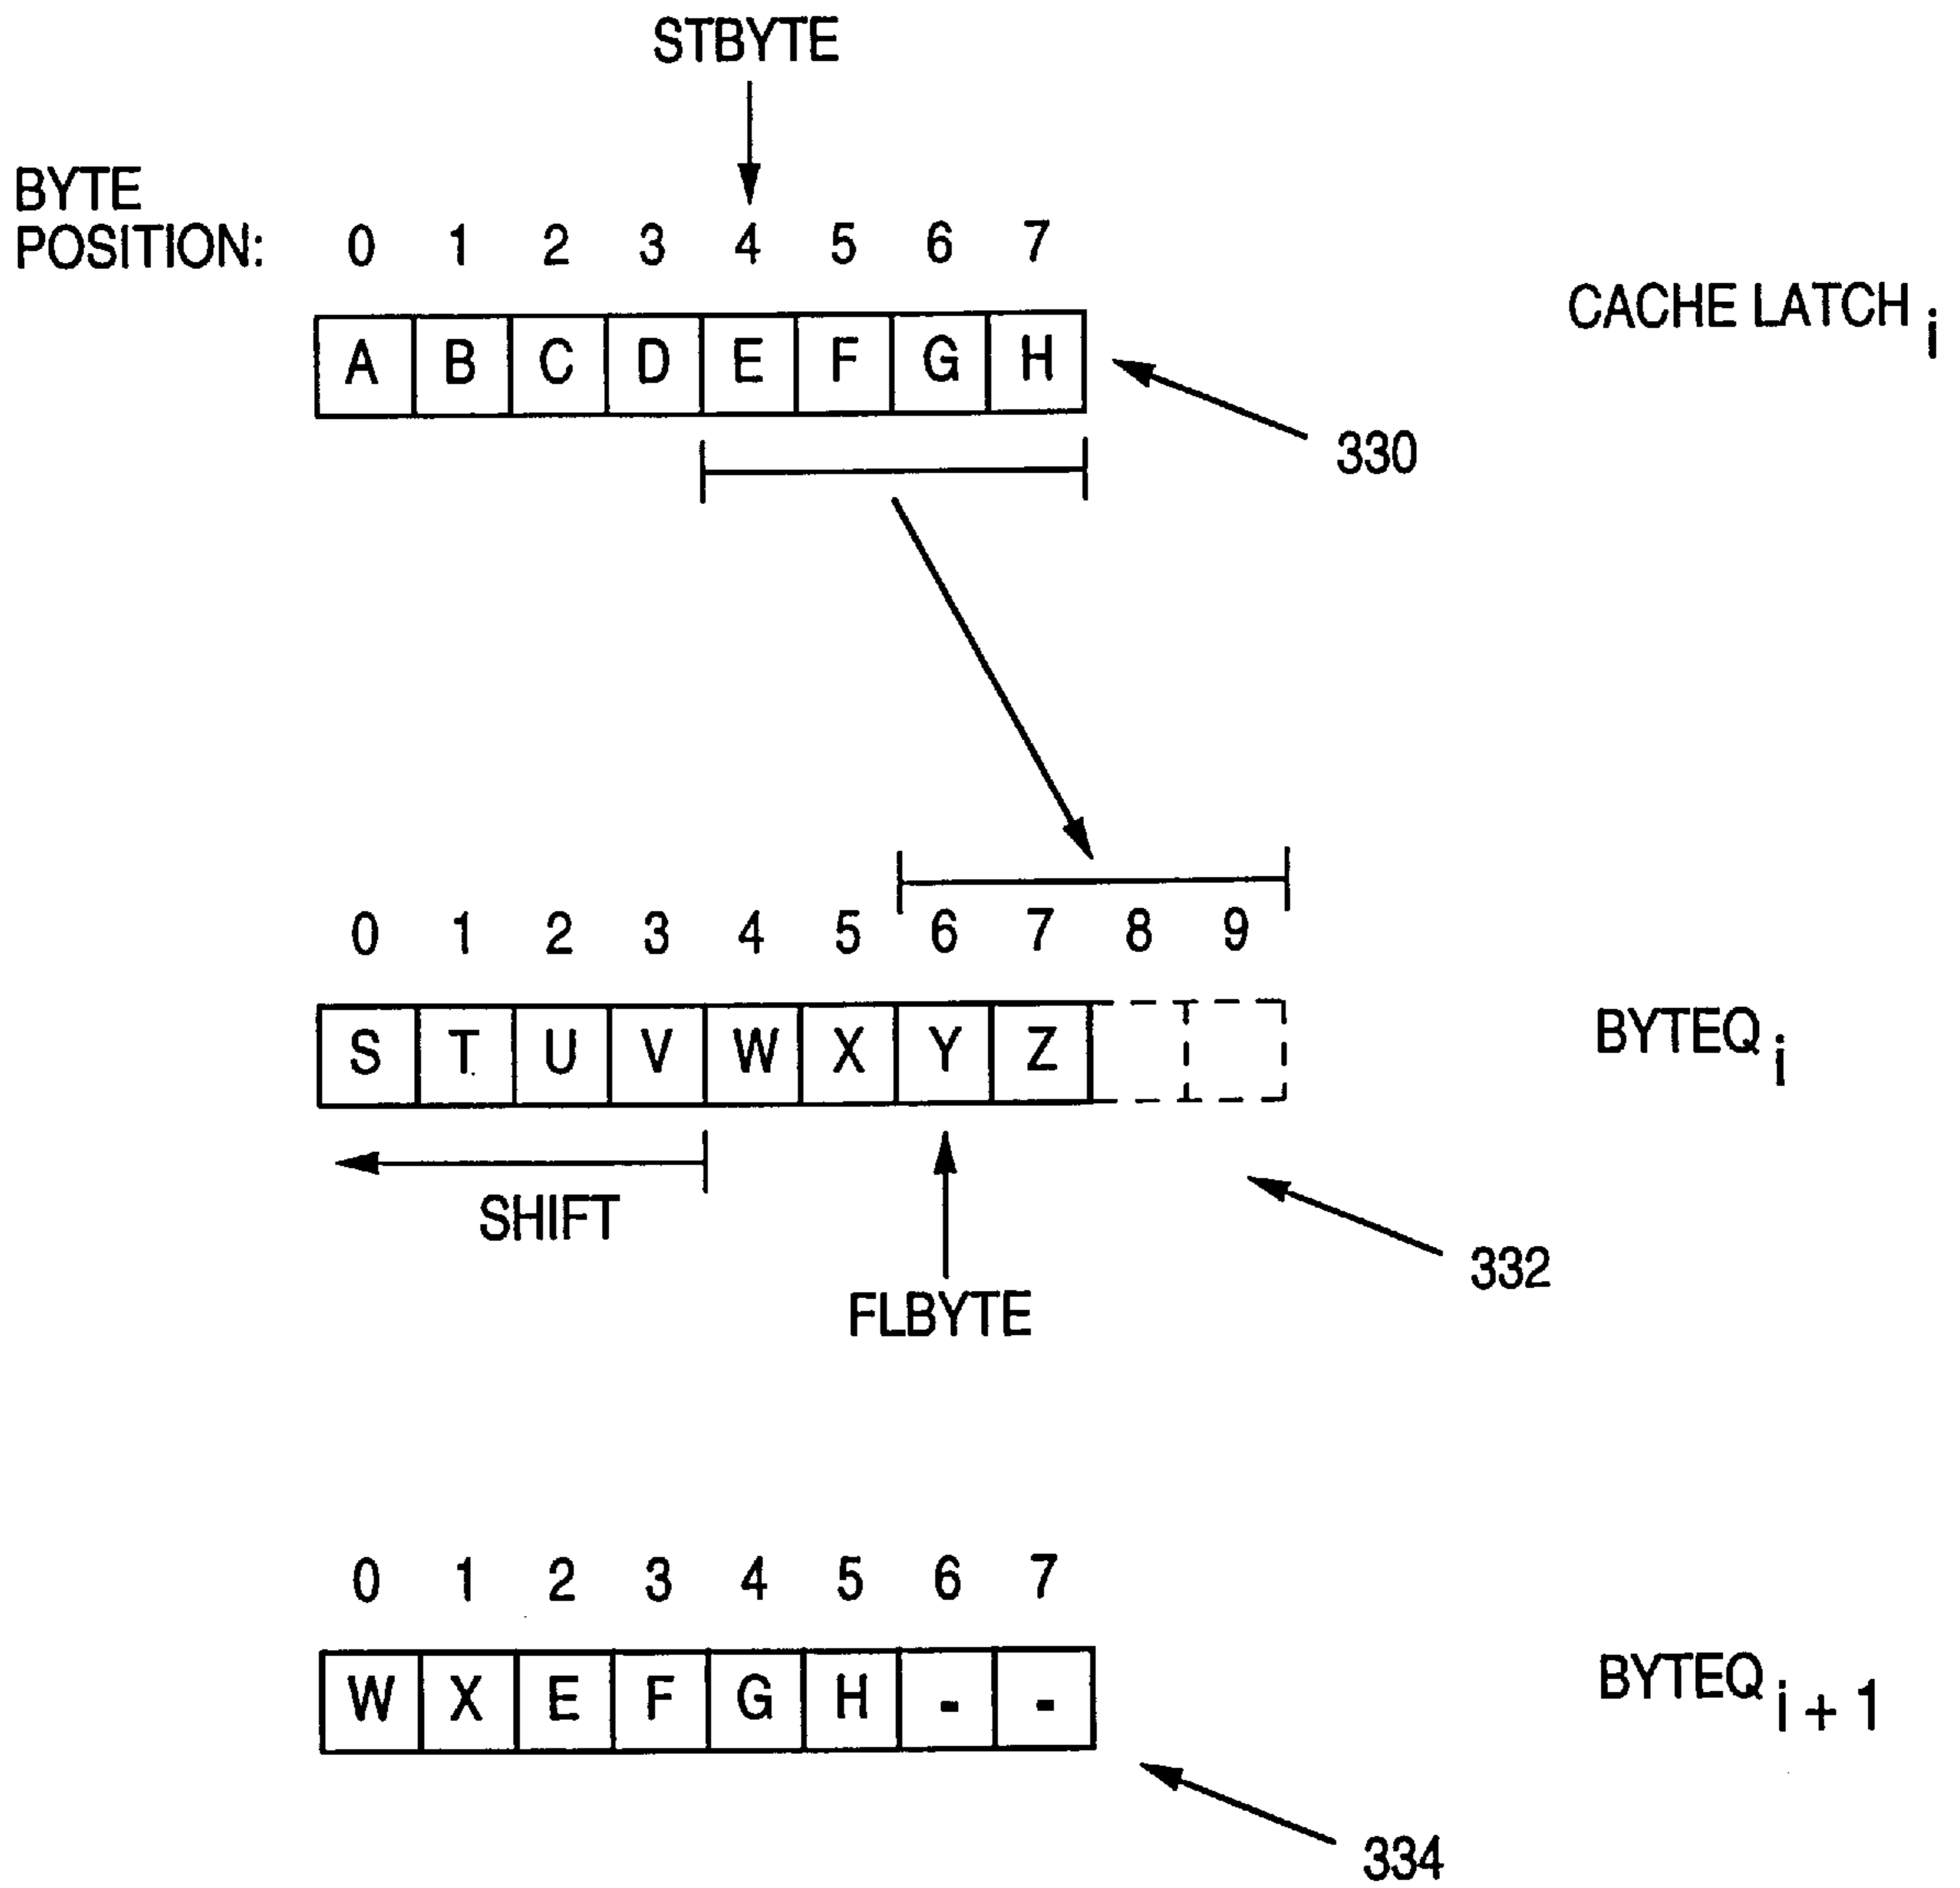 STBYTE
BYTE
POSITION: 0 1 2 3 4 5 6 7
CACHE LATCH i
A B C D E F G H
330
0 1 2 3 4 5 6 7 8 9
S T U V W X Y Z
BYTEQ i
SHIFT
332
FLBYTE
0 1 2 3 4 5 6 7
W X E F G H - -
BYTEQ i + 1
334